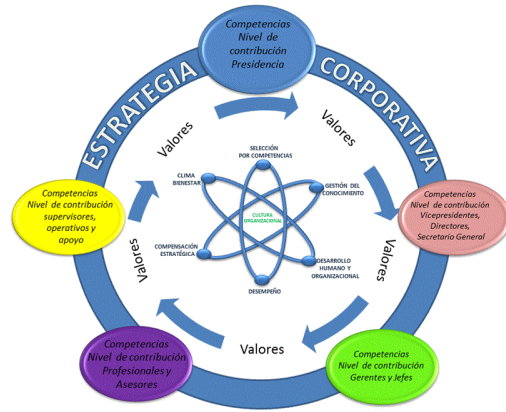 Competencias
Nivel de
contribución
Presidencia
ESTRATEGIA
CORPORATIVA
Valores
Valores
SELECCIÓN
POR COMPETENCIAS
CLIMA
BIENESTAR
GESTIÓN DEL
CONOCIMIENTO
CULTURA
ORGANIZACIONAL
Competencias
Nivel de contribución
supervisores,
operativos y
apoyo
Competencias
Nivel de contribución
Vicepresidentes,
Directores,
Secretario General
COMPENSACIÓN
ESTRATÉGICA
DESARROLLO
HUMANO Y
ORGANIZACIONAL
DESEMPEÑO
Valores
Valores
Valores
Competencias
Nivel de contribución
Profesionales y
Asesores
Competencias
Nivel de contribución
Gerentes y Jefes